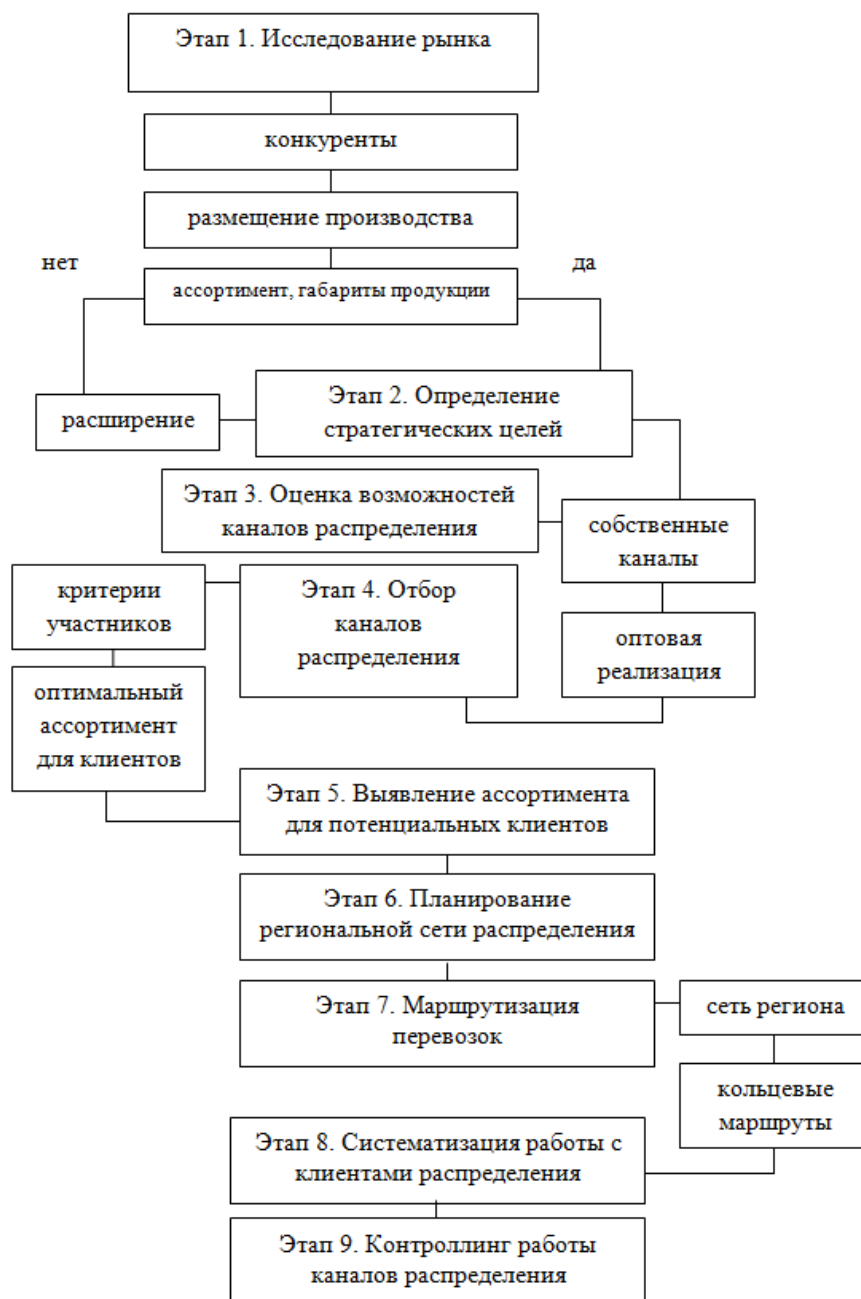 Этап 1. Исследование рынка
конкуренты
размещение производства
нет
да
ассортимент, габариты продукции
расширение
Этап 2. Определение
стратегических целей
Этап 3. Оценка возможностей
каналов распределения
собственные
каналы
критерии
участников
Этап 4. Отбор
каналов
распределения
оптовая
реализация
оптимальный
ассортимент
для клиентов
Этап 5. Выявление ассортимента
для потенциальных клиентов
Этап 6. Планирование
региональной сети распределения
Этап 7. Маршрутизация
перевозок
сеть региона
кольцевые
маршруты
Этап 8. Систематизация работы с
клиентами распределения
Этап 9. Контроллинг работы
каналов распределения